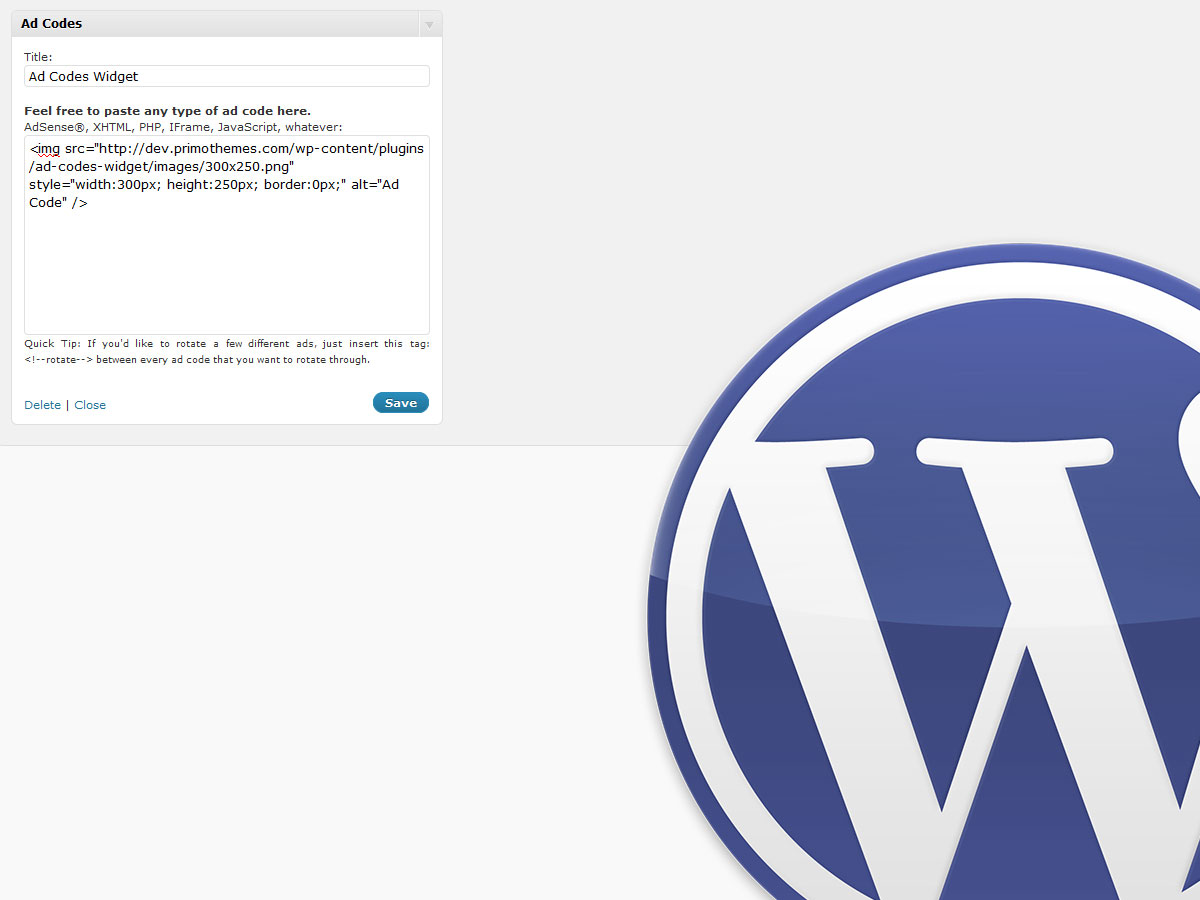 Ad Codes
Title:
Ad Codes Widget
Feel free to paste any type of ad code here.
AdSense®, XHTML, PHP, IFrame, JavaScript, whatever:
<img src="http://dev.primothemes.com/wp-content/plugins
/ad-codes-widget/images/300x250.png"
style="width:300px; height:250px; border:0px;" alt="Ad
Code" />
Quick Tip: If you'd like to rotate a few different ads, just insert this tag:
<!--rotate--> between every ad code that you want to rotate through.
Delete | Close
Save
W